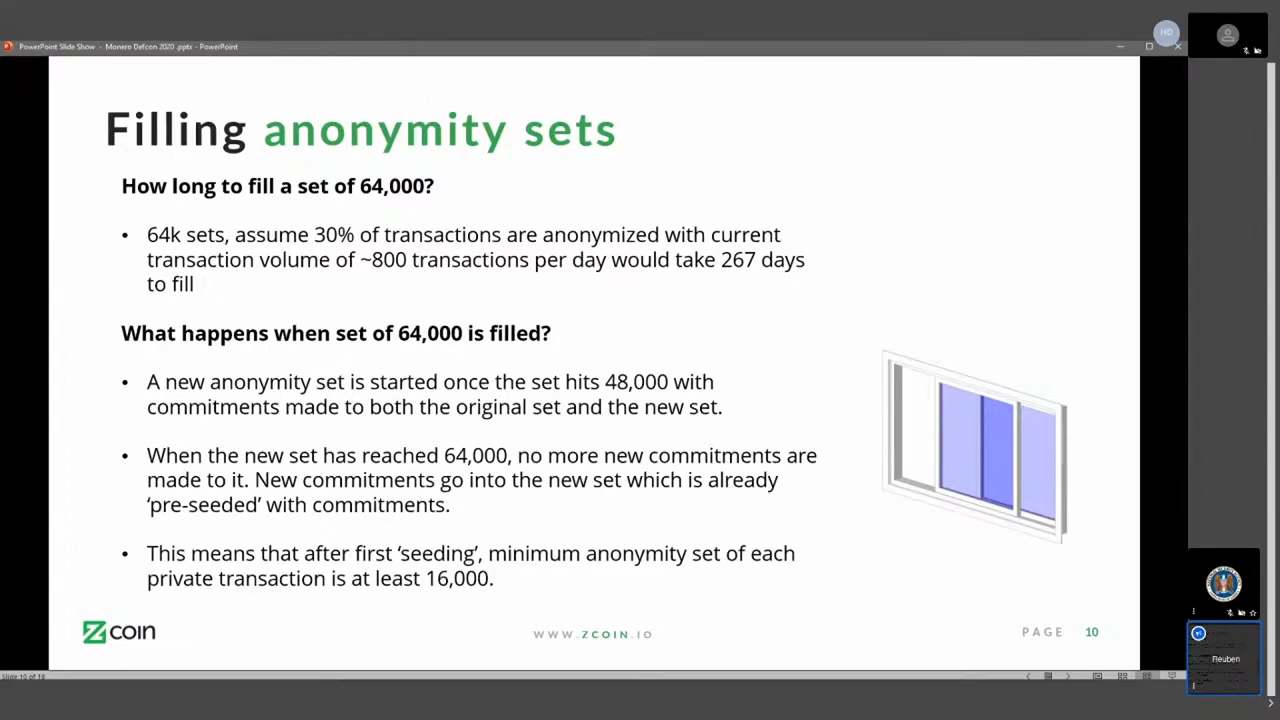 PowerPoint Slide Show - Monero Defcon 2020 .pptx - PowerPoint
HD
Filling anonymity sets
How long to fill a set of 64,000?
• 64k sets, assume 30% of transactions are anonymized with current
transaction volume of ~800 transactions per day would take 267 days
to fill
What happens when set of 64,000 is filled?
• A new anonymity set is started once the set hits 48,000 with
commitments made to both the original set and the new set.
• When the new set has reached 64,000, no more new commitments are
made to it. New commitments go into the new set which is already
‘pre-seeded’ with commitments.
• This means that after first ‘seeding’, minimum anonymity set of each
private transaction is at least 16,000.
Zcoin
WWW.ZCOIN.IO
PAGE 10
Reuben
Slide 10 of 18